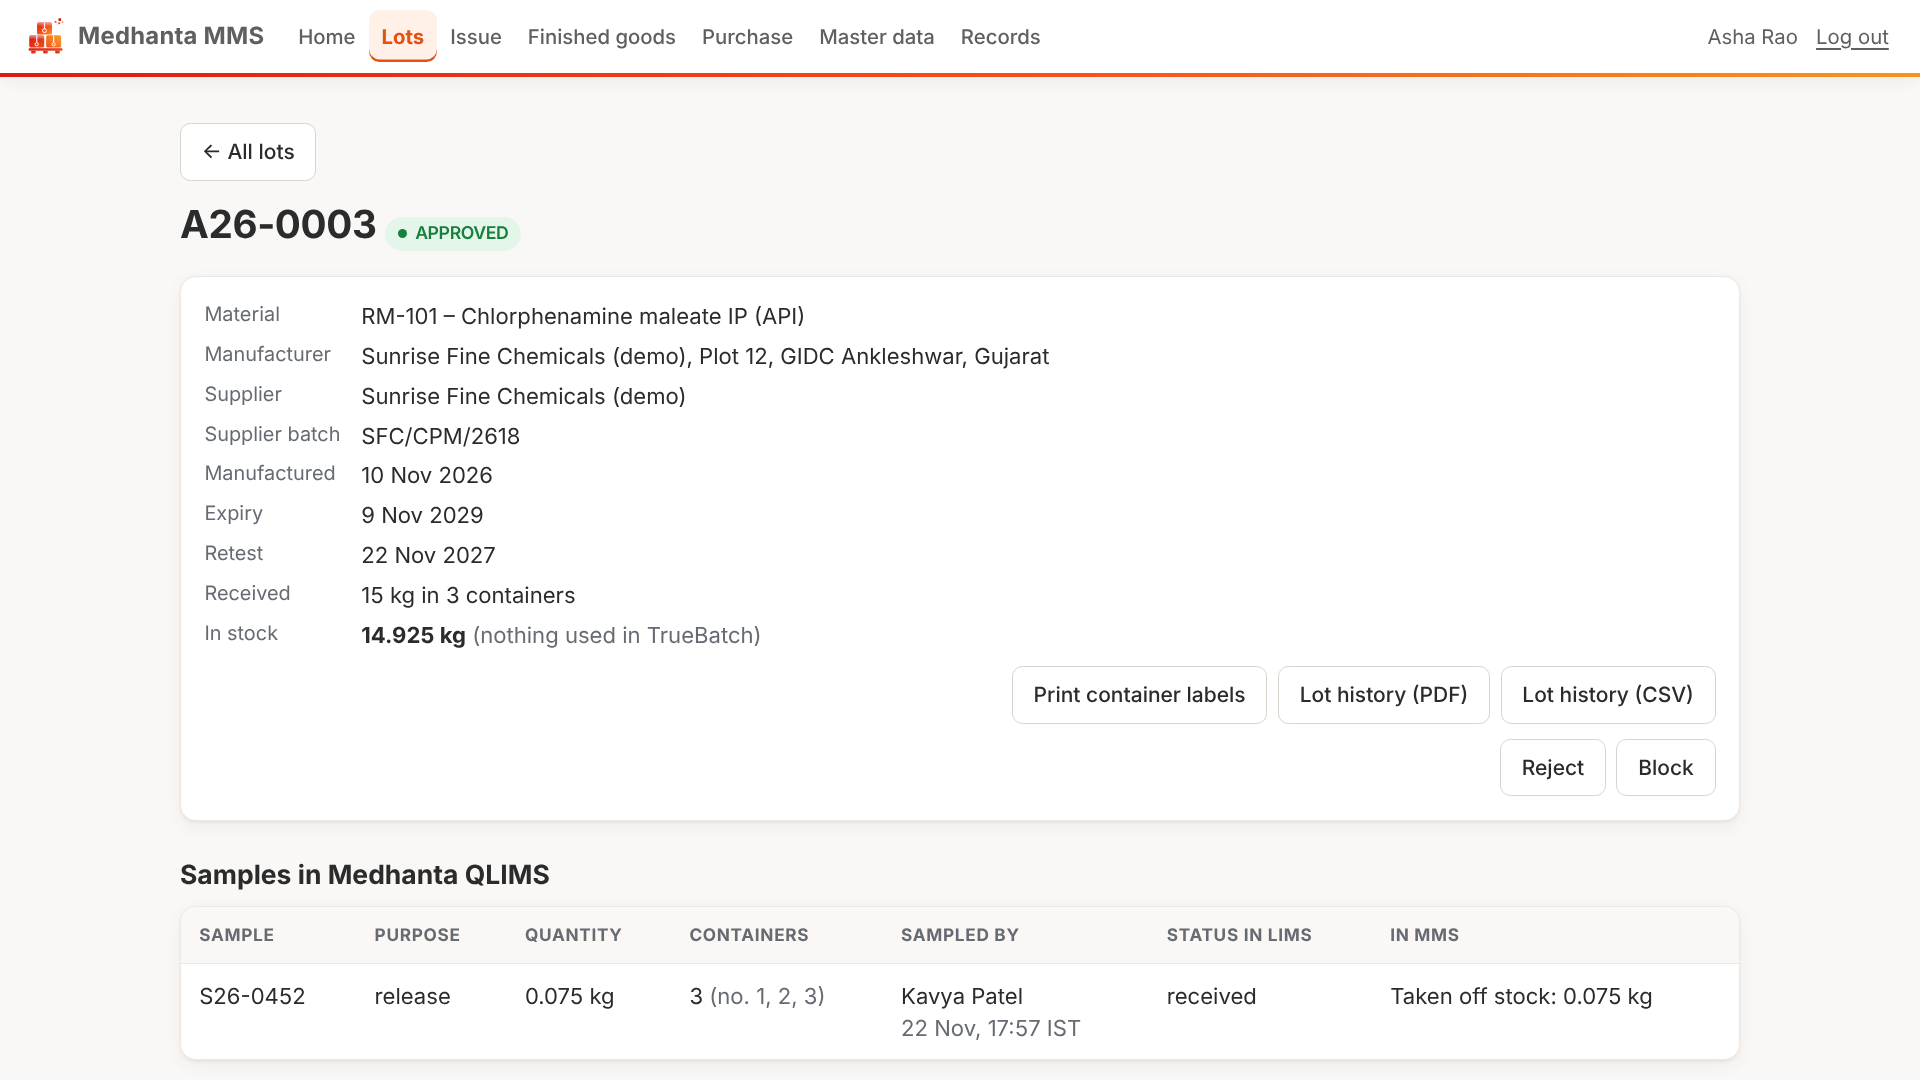 Medhanta MMS Home Lots Issue Finished goods Purchase Master data Records Asha Rao Log out
← All lots
A26-0003 APPROVED
Material RM-101 – Chlorphenamine maleate IP (API)
Manufacturer Sunrise Fine Chemicals (demo), Plot 12, GIDC Ankleshwar, Gujarat
Supplier Sunrise Fine Chemicals (demo)
Supplier batch SFC/CPM/2618
Manufactured 10 Nov 2026
Expiry 9 Nov 2029
Retest 22 Nov 2027
Received 15 kg in 3 containers
In stock 14.925 kg (nothing used in TrueBatch)
Print container labels Lot history (PDF) Lot history (CSV)
Reject Block
Samples in Medhanta QLIMS
SAMPLE PURPOSE QUANTITY CONTAINERS SAMPLED BY STATUS IN LIMS IN MMS
S26-0452 release 0.075 kg 3 (no. 1, 2, 3) Kavya Patel received Taken off stock: 0.075 kg
22 Nov, 17:57 IST